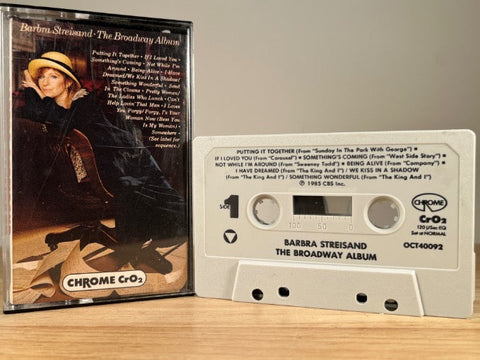 Barbra Streisand · The Broadway Album
Putting It Together · If I Loved You ·
Something's Coming · Not While I'm
Around · Being Alive · I Have
Dreamed/We Kiss In A Shadow/
Something Wonderful · Send
In The Clowns · Pretty Women/
The Ladies Who Lunch · Can't
Help Lovin' That Man · I Loves
You Porgy/ Porgy, I's Your
Woman Now (Bess You
Is My Woman) ·
Somewhere ·
(See label for
sequence.)
CHROME CrO2
PUTTING IT TOGETHER (From "Sunday In The Park With George")
IF I LOVED YOU (From "Carousel") • SOMETHING'S COMING (From "West Side Story")
NOT WHILE I'M AROUND (From "Sweeney Todd") • BEING ALIVE (From "Company")
I HAVE DREAMED (From "The King And I") / WE KISS IN A SHADOW
(From "The King And I") / SOMETHING WONDERFUL (From "The King And I")
℗ 1985 CBS Inc.
SIDE 1
100 50 0
CHROME
CrO2
120 µSec EQ
Set at NORMAL
OCT40092
BARBRA STREISAND
THE BROADWAY ALBUM